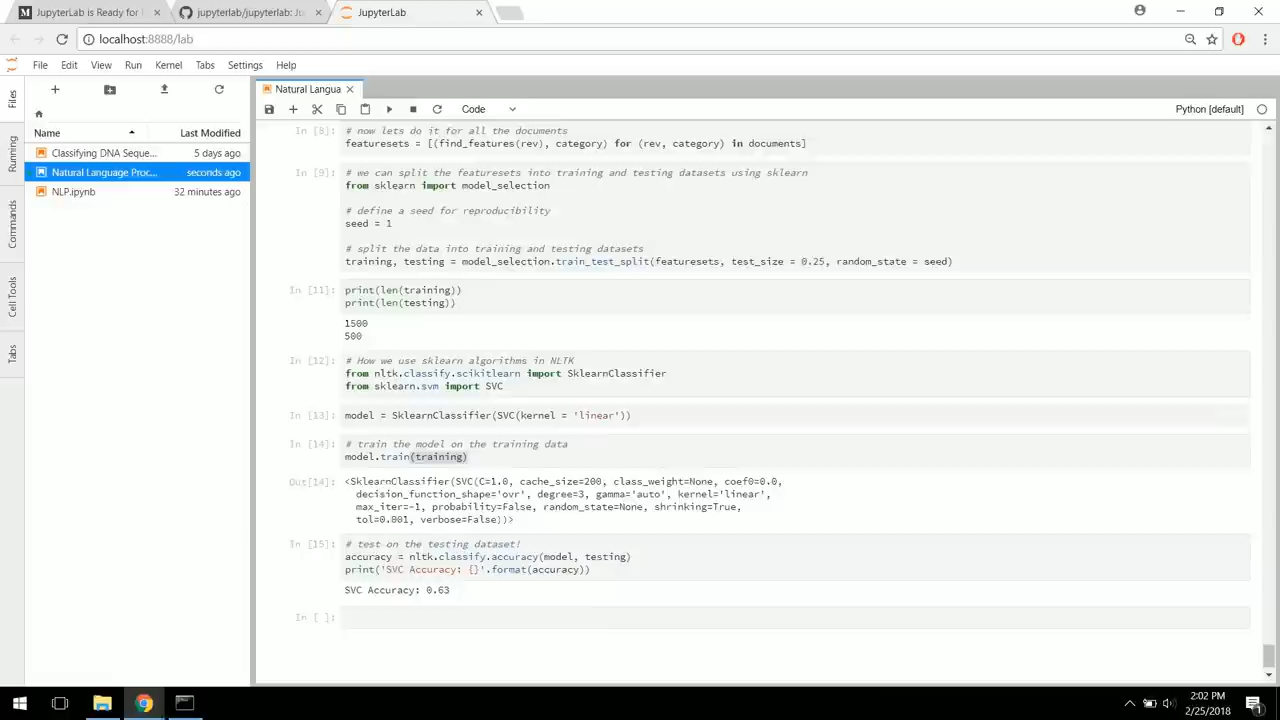 JupyterLab is Ready for
jupyterlab/jupyterlab: Ju
JupyterLab
localhost:8888/lab
File Edit View Run Kernel Tabs Settings Help
Files
Running
Commands
Cell Tools
Tabs
Name Last Modified
Classifying DNA Seque... 5 days ago
Natural Language Proc... seconds ago
NLP.ipynb 32 minutes ago
Natural Langua
Code
Python [default]
In [8]: # now lets do it for all the documents
featuresets = [(find_features(rev), category) for (rev, category) in documents]
In [9]: # we can split the featuresets into training and testing datasets using sklearn
from sklearn import model_selection
# define a seed for reproducibility
seed = 1
# split the data into training and testing datasets
training, testing = model_selection.train_test_split(featuresets, test_size = 0.25, random_state = seed)
In [11]: print(len(training))
print(len(testing))
1500
500
In [12]: # How we use sklearn algorithms in NLTK
from nltk.classify.scikitlearn import SklearnClassifier
from sklearn.svm import SVC
In [13]: model = SklearnClassifier(SVC(kernel = 'linear'))
In [14]: # train the model on the training data
model.train(training)
Out[14]: <SklearnClassifier(SVC(C=1.0, cache_size=200, class_weight=None, coef0=0.0,
decision_function_shape='ovr', degree=3, gamma='auto', kernel='linear',
max_iter=-1, probability=False, random_state=None, shrinking=True,
tol=0.001, verbose=False))>
In [15]: # test on the testing dataset!
accuracy = nltk.classify.accuracy(model, testing)
print('SVC Accuracy: {}'.format(accuracy))
SVC Accuracy: 0.63
In [ ]:
2:02 PM
2/25/2018